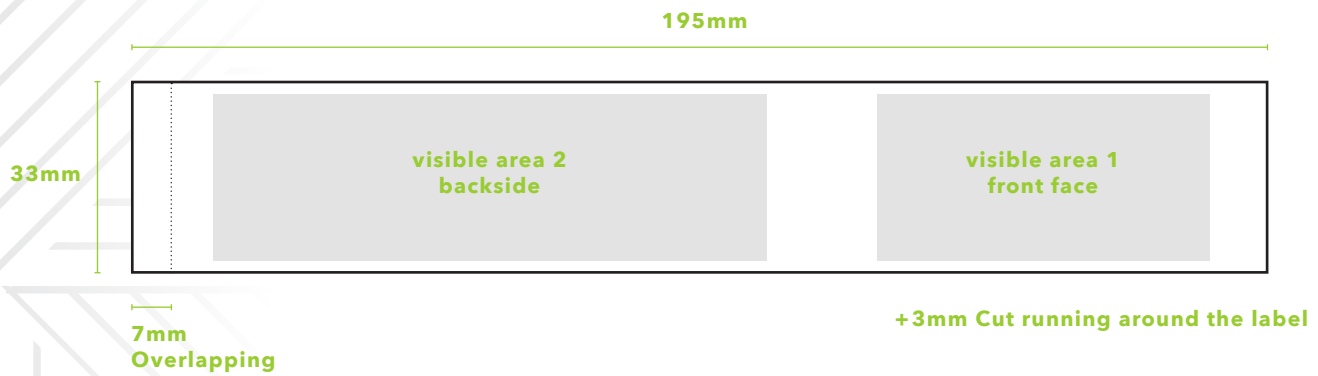 195mm
33mm
visible area 2
backside
visible area 1
front face
7mm
Overlapping
+3mm Cut running around the label